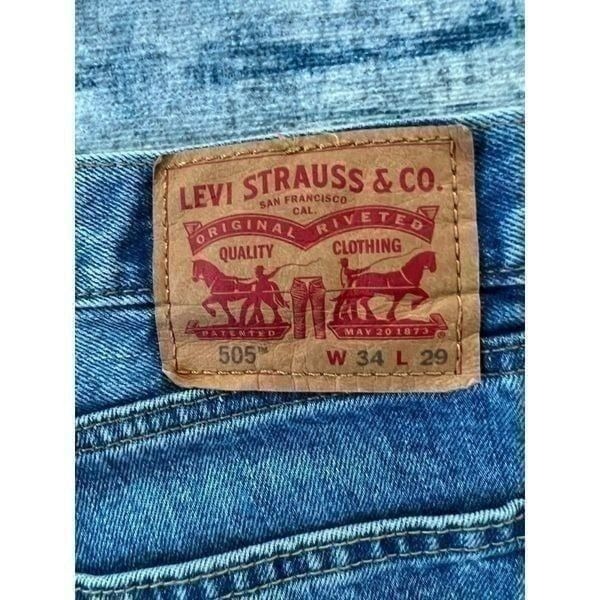 LEVI STRAUSS & CO.
SAN FRANCISCO
CAL.
ORIGINAL RIVETED
QUALITY CLOTHING
PATENTED MAY 20 1873 ®
505™ W 34 L 29